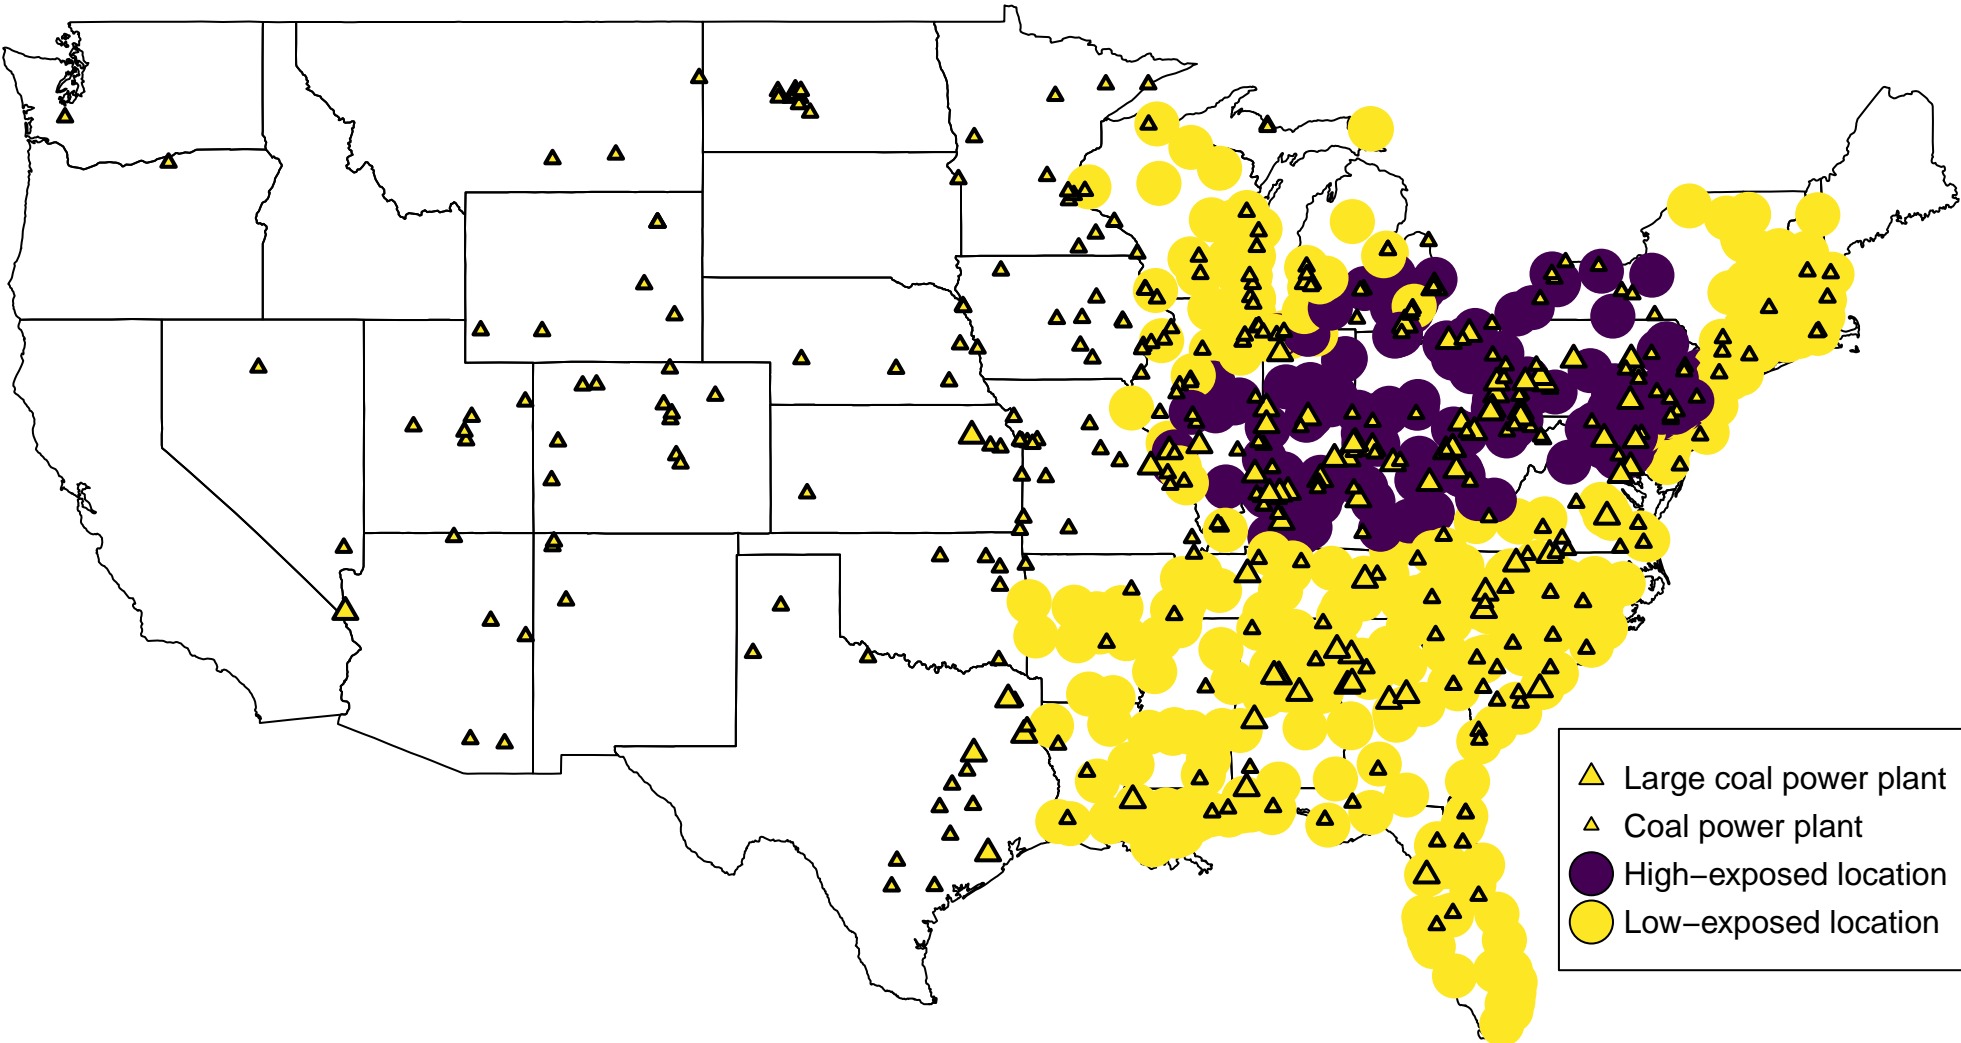 Large coal power plant
Coal power plant
High−exposed location
Low−exposed location